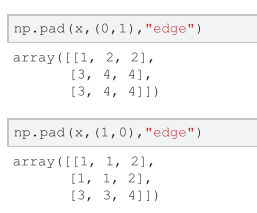 np.pad(x,(0,1),"edge")
array([[1, 2, 2],
       [3, 4, 4],
       [3, 4, 4]])
np.pad(x,(1,0),"edge")
array([[1, 1, 2],
       [1, 1, 2],
       [3, 3, 4]])